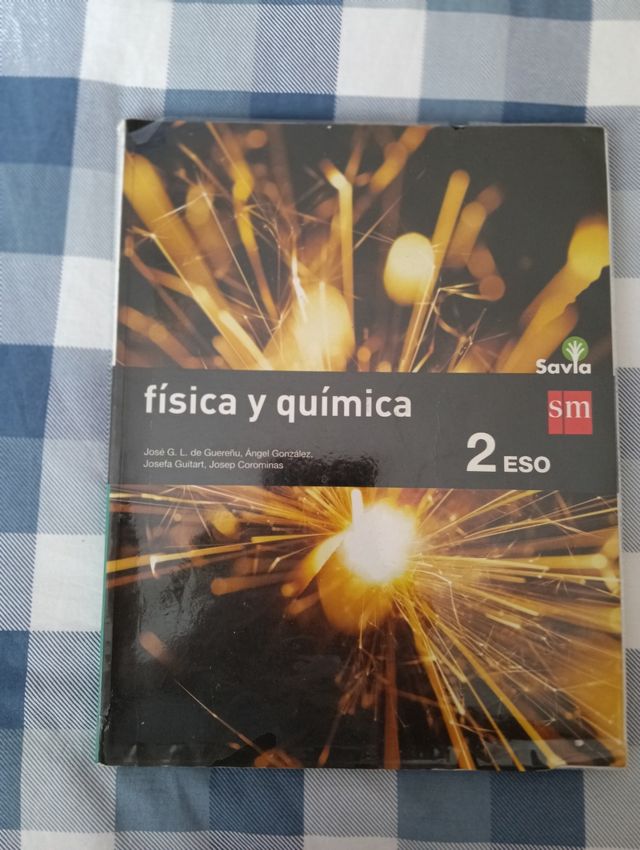 Savia
sm
física y química
José G. L. de Guereñu, Ángel González,
Josefa Guitart, Josep Corominas
2 ESO